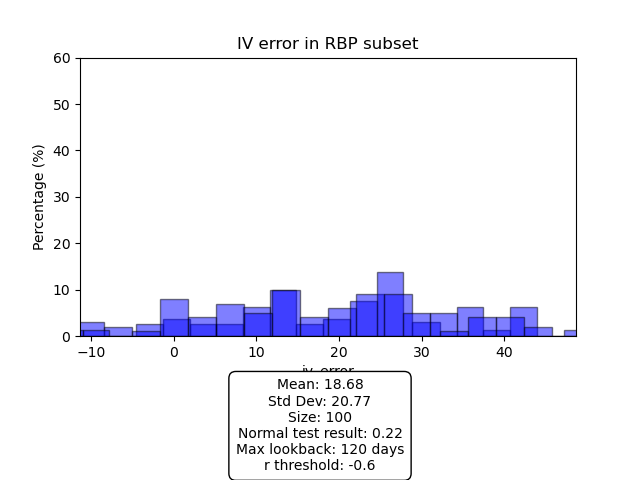 IV error in RBP subset
60
50
40
30
20
10
0
Percentage (%)
−10 0 10 20 30 40
iv_error
Mean: 18.68
Std Dev: 20.77
Size: 100
Normal test result: 0.22
Max lookback: 120 days
r threshold: -0.6